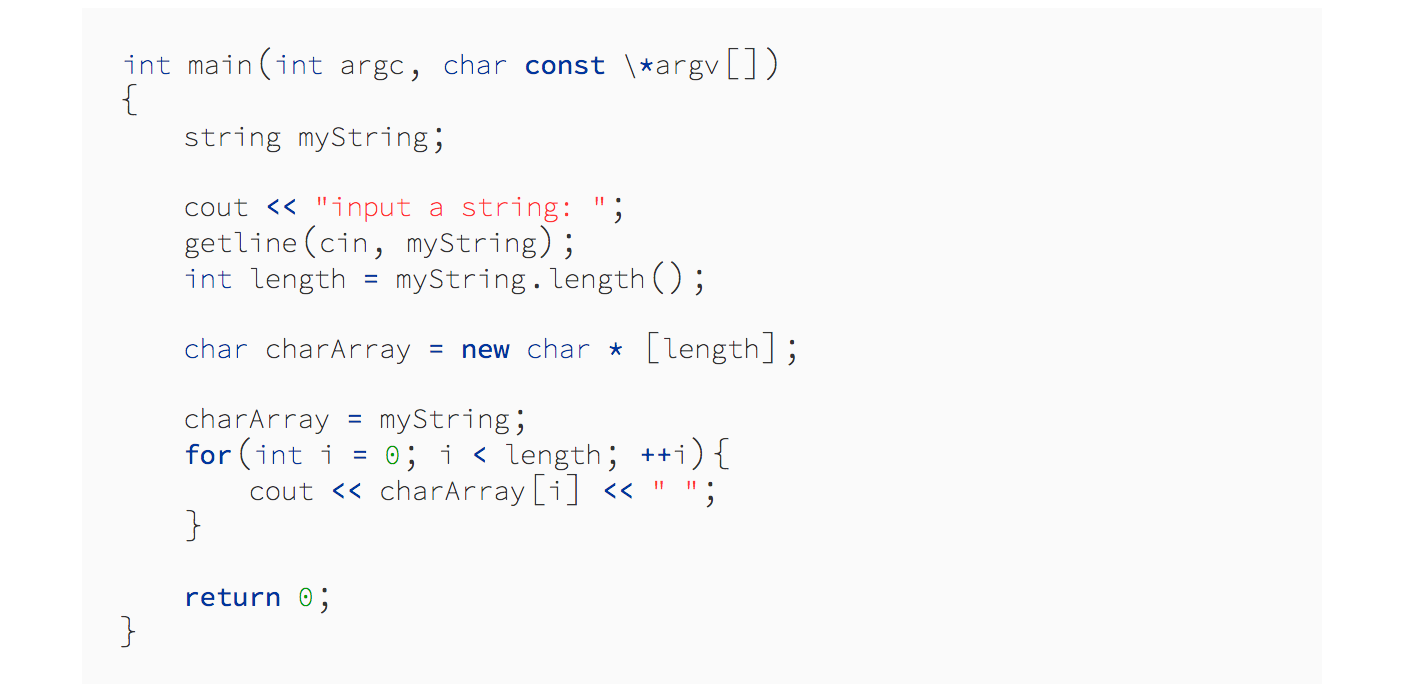 int main(int argc, char const \*argv[])
{
    string myString;

    cout << "input a string: ";
    getline(cin, myString);
    int length = myString.length();

    char charArray = new char * [length];

    charArray = myString;
    for(int i = 0; i < length; ++i){
        cout << charArray[i] << " ";
    }

    return 0;
}